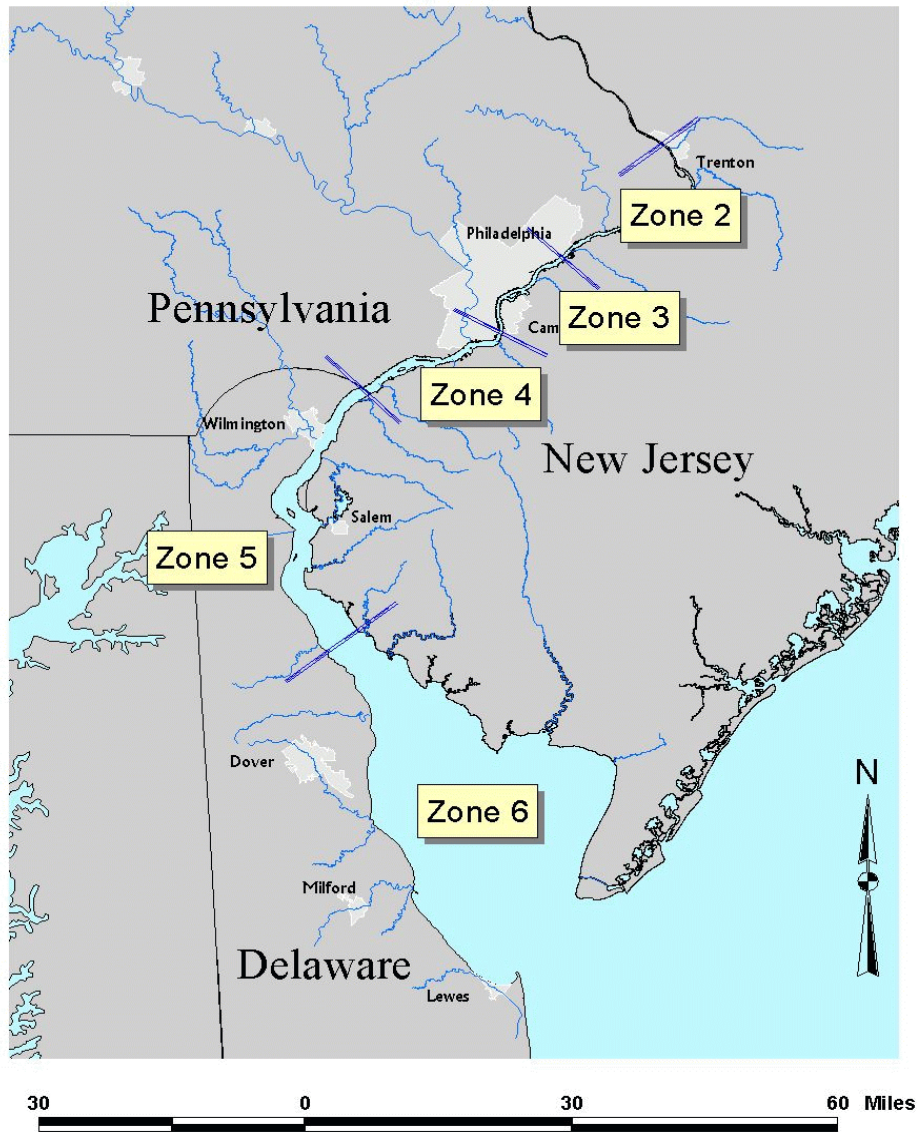 Trenton
Zone 2
Philadelphia
Pennsylvania
Zone 3
Cam
Zone 4
Wilmington
New Jersey
Salem
Zone 5
Dover
N
Zone 6
Milford
Delaware
Lewes
30 0 30 60 Miles